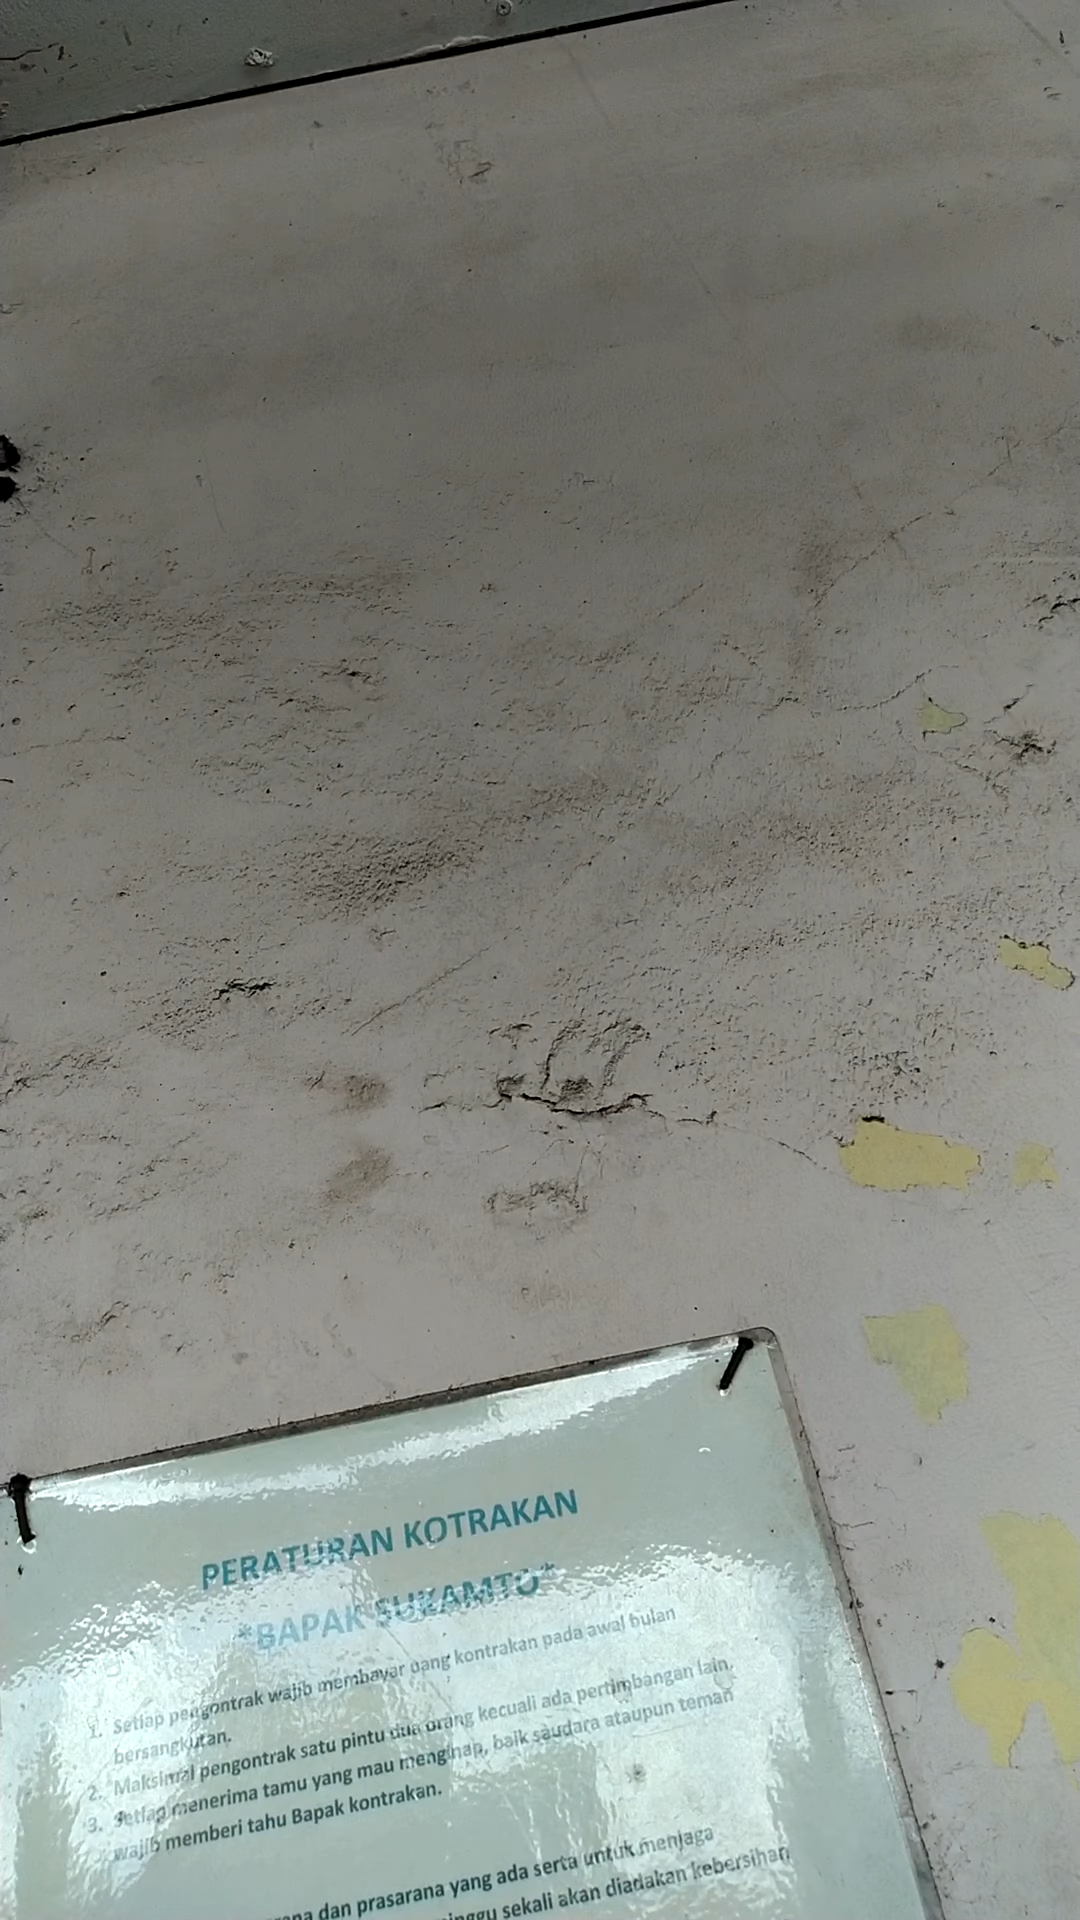 PERATURAN KOTRAKAN
*BAPAK SUKAMTO*
1. Setiap pengontrak wajib membayar uang kontrakan pada awal bulan
bersangkutan.
2. Maksimal pengontrak satu pintu dua orang kecuali ada pertimbangan lain.
3. Setiap menerima tamu yang mau menginap, baik saudara ataupun teman
wajib memberi tahu Bapak kontrakan.
dan prasarana yang ada serta untuk menjaga
sekali akan diadakan kebersihan